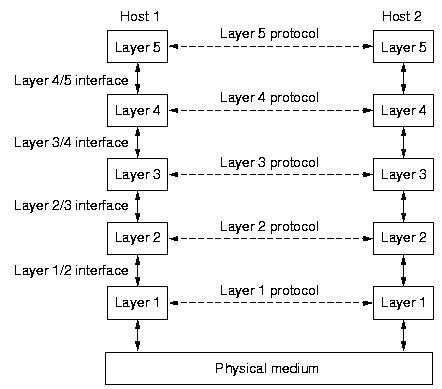 Host 1
Host 2
Layer 5
Layer 5 protocol
Layer 5
Layer 4/5 interface
Layer 4
Layer 4 protocol
Layer 4
Layer 3/4 interface
Layer 3
Layer 3 protocol
Layer 3
Layer 2/3 interface
Layer 2
Layer 2 protocol
Layer 2
Layer 1/2 interface
Layer 1
Layer 1 protocol
Layer 1
Physical medium